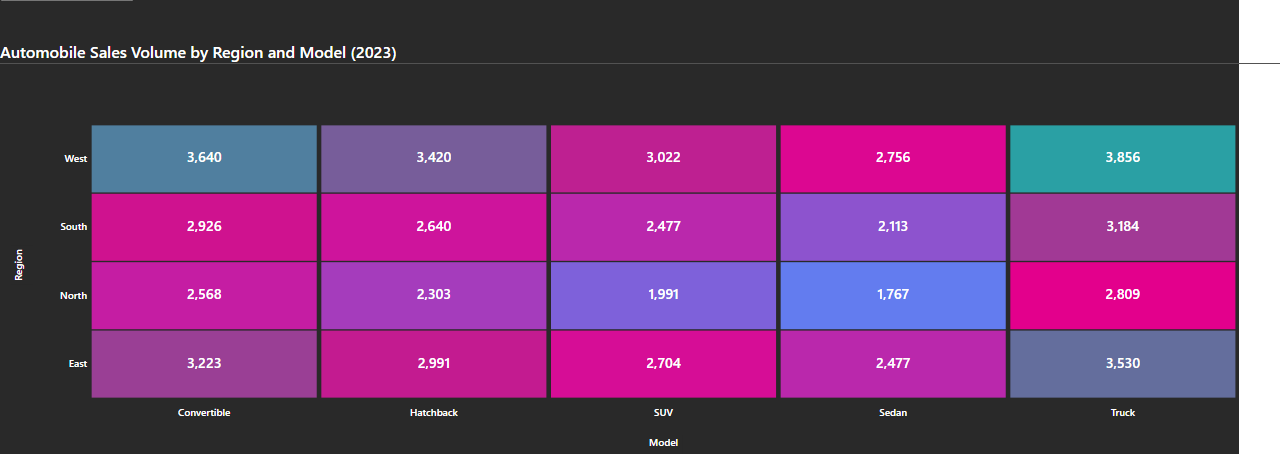 Automobile Sales Volume by Region and Model (2023)
West 3,640 3,420 3,022 2,756 3,856
South 2,926 2,640 2,477 2,113 3,184
Region
North 2,568 2,303 1,991 1,767 2,809
East 3,223 2,991 2,704 2,477 3,530
Convertible Hatchback SUV Sedan Truck
Model